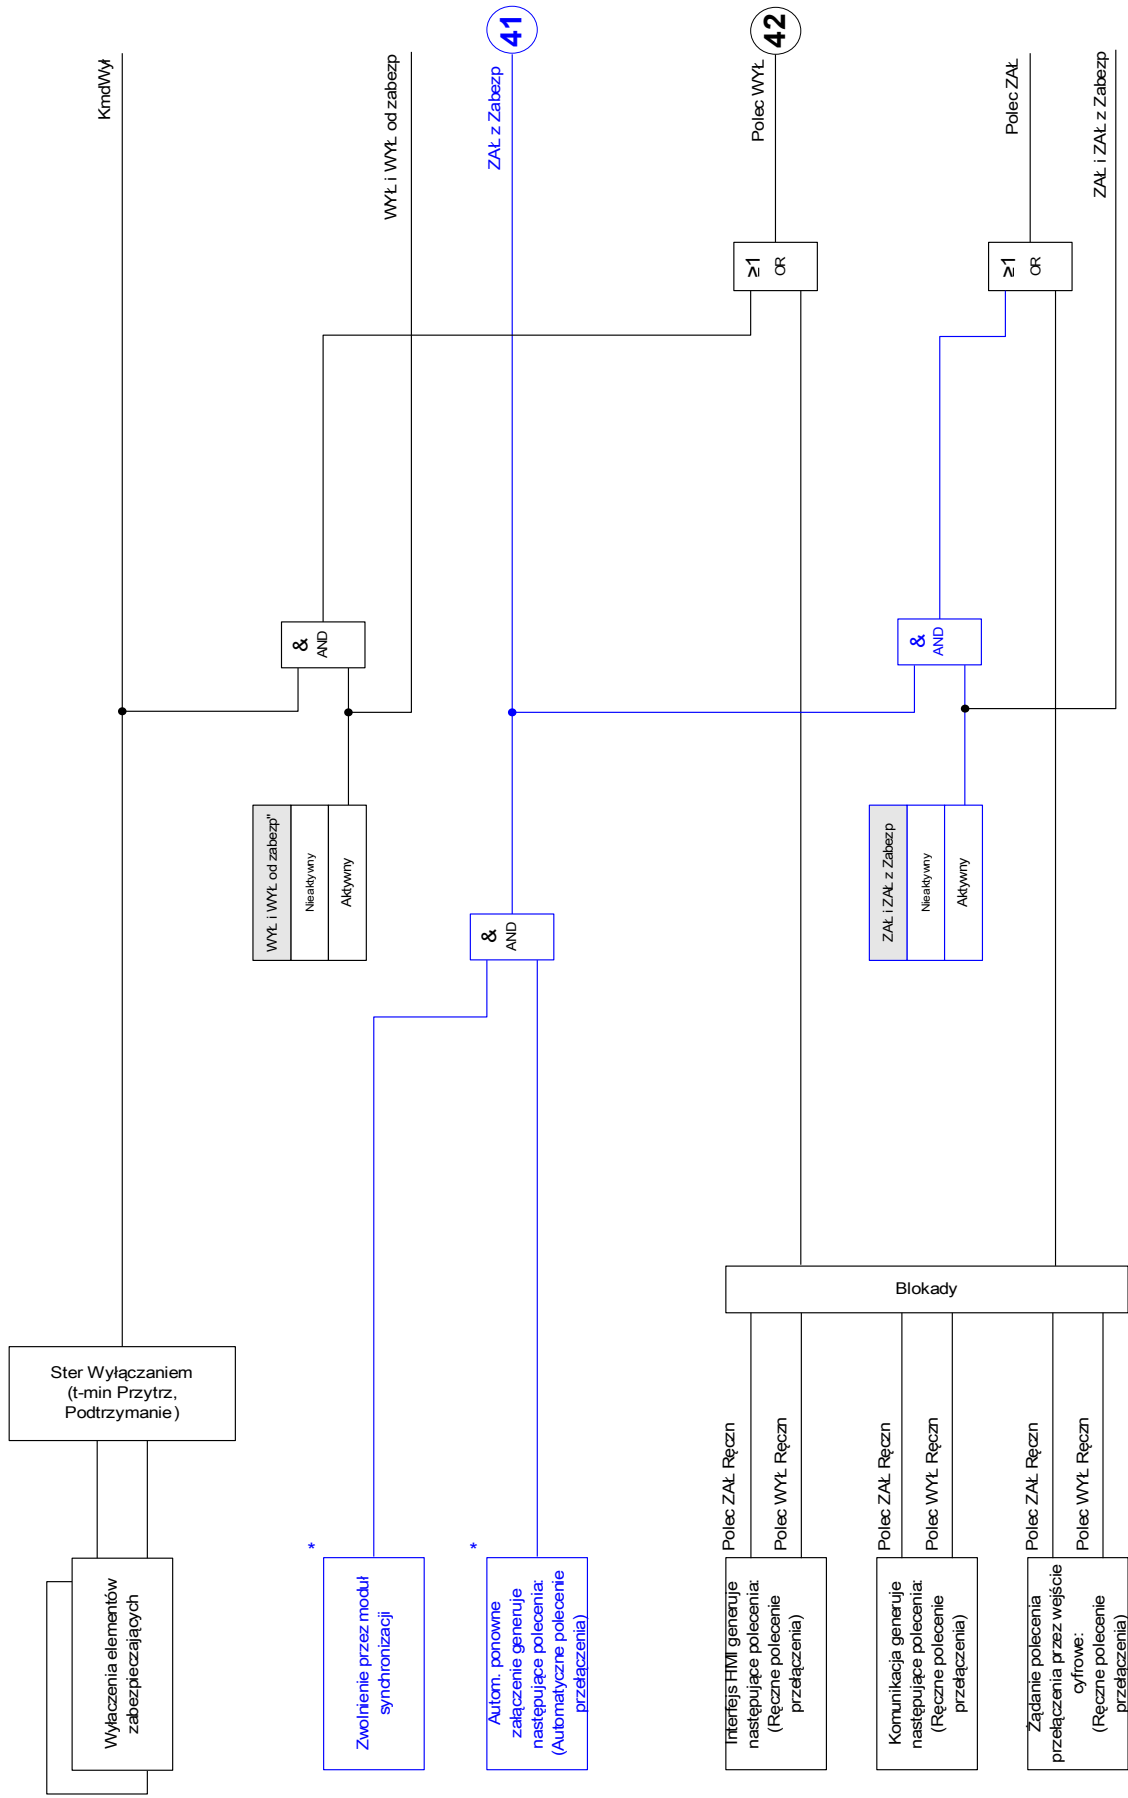 Wyłaczenia elementów
zabezpieczających
Ster Wyłączaniem
(t-min Przytrz,
Podtrzymanie)
KmdWył
WYŁ i WYŁ od zabezp"
Nieaktywny
Aktywny
&
AND
WYŁ i WYŁ od zabezp
*
Zwolnienie przez moduł
synchronizacji
*
Autom. ponowne
załączenie generuje
następujące polecenia:
(Automatyczne polecenie
przełączenia)
&
AND
ZAŁ z Zabezp
41
Interfejs HMI generuje
następujące polecenia:
(Ręczne polecenie
przełączenia)
Polec ZAŁ Ręczn
Polec WYŁ Ręczn
Komunikacja generuje
następujące polecenia:
(Ręczne polecenie
przełączenia)
Polec ZAŁ Ręczn
Polec WYŁ Ręczn
Żądanie polecenia
przełączenia przez wejście
cyfrowe:
(Ręczne polecenie
przełączenia)
Polec ZAŁ Ręczn
Polec WYŁ Ręczn
Blokady
≥1
OR
Polec WYŁ
42
ZAŁ i ZAŁ z Zabezp
Nieaktywny
Aktywny
&
AND
≥1
OR
Polec ZAŁ
ZAŁ i ZAŁ z Zabezp